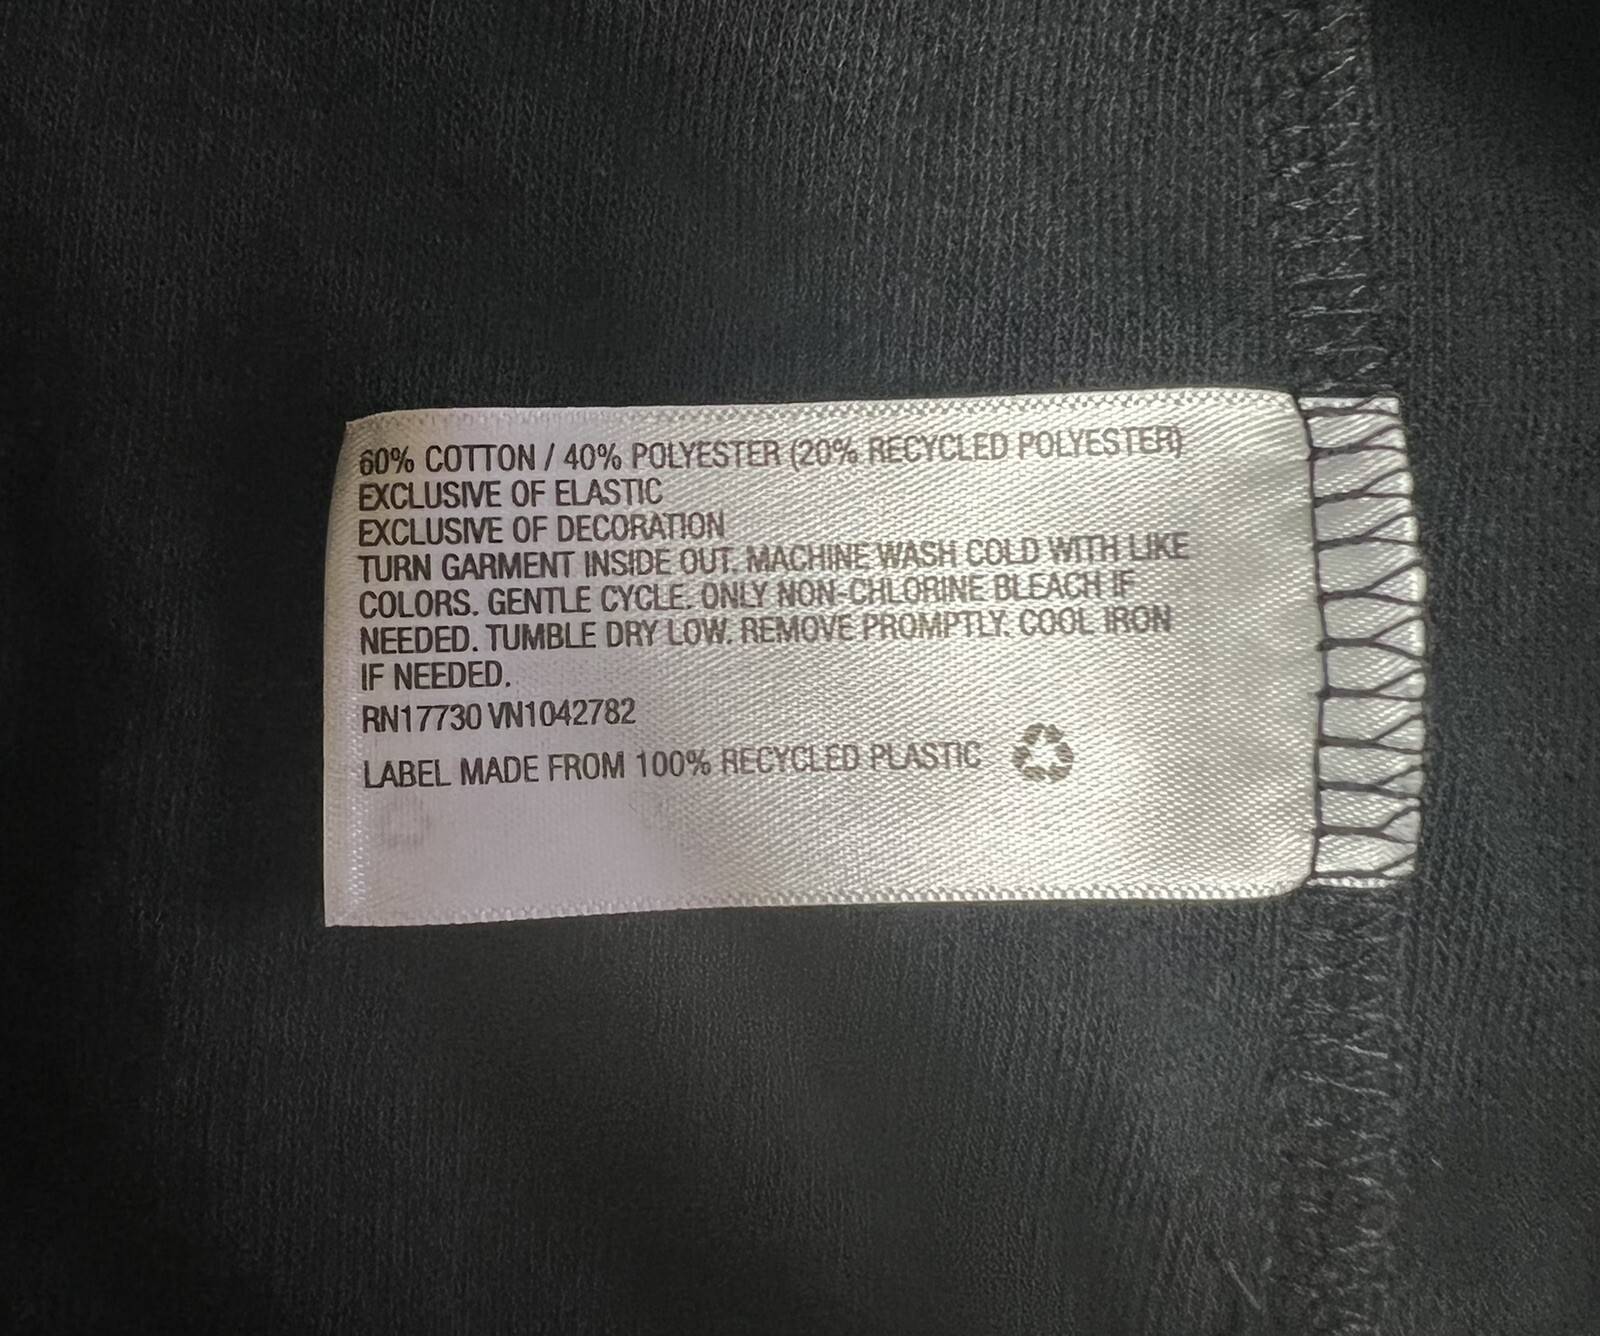 60% COTTON / 40% POLYESTER (20% RECYCLED POLYESTER)
EXCLUSIVE OF ELASTIC
EXCLUSIVE OF DECORATION
TURN GARMENT INSIDE OUT. MACHINE WASH COLD WITH LIKE
COLORS. GENTLE CYCLE. ONLY NON-CHLORINE BLEACH IF
NEEDED. TUMBLE DRY LOW. REMOVE PROMPTLY. COOL IRON
IF NEEDED.
RN17730 VN1042782
LABEL MADE FROM 100% RECYCLED PLASTIC